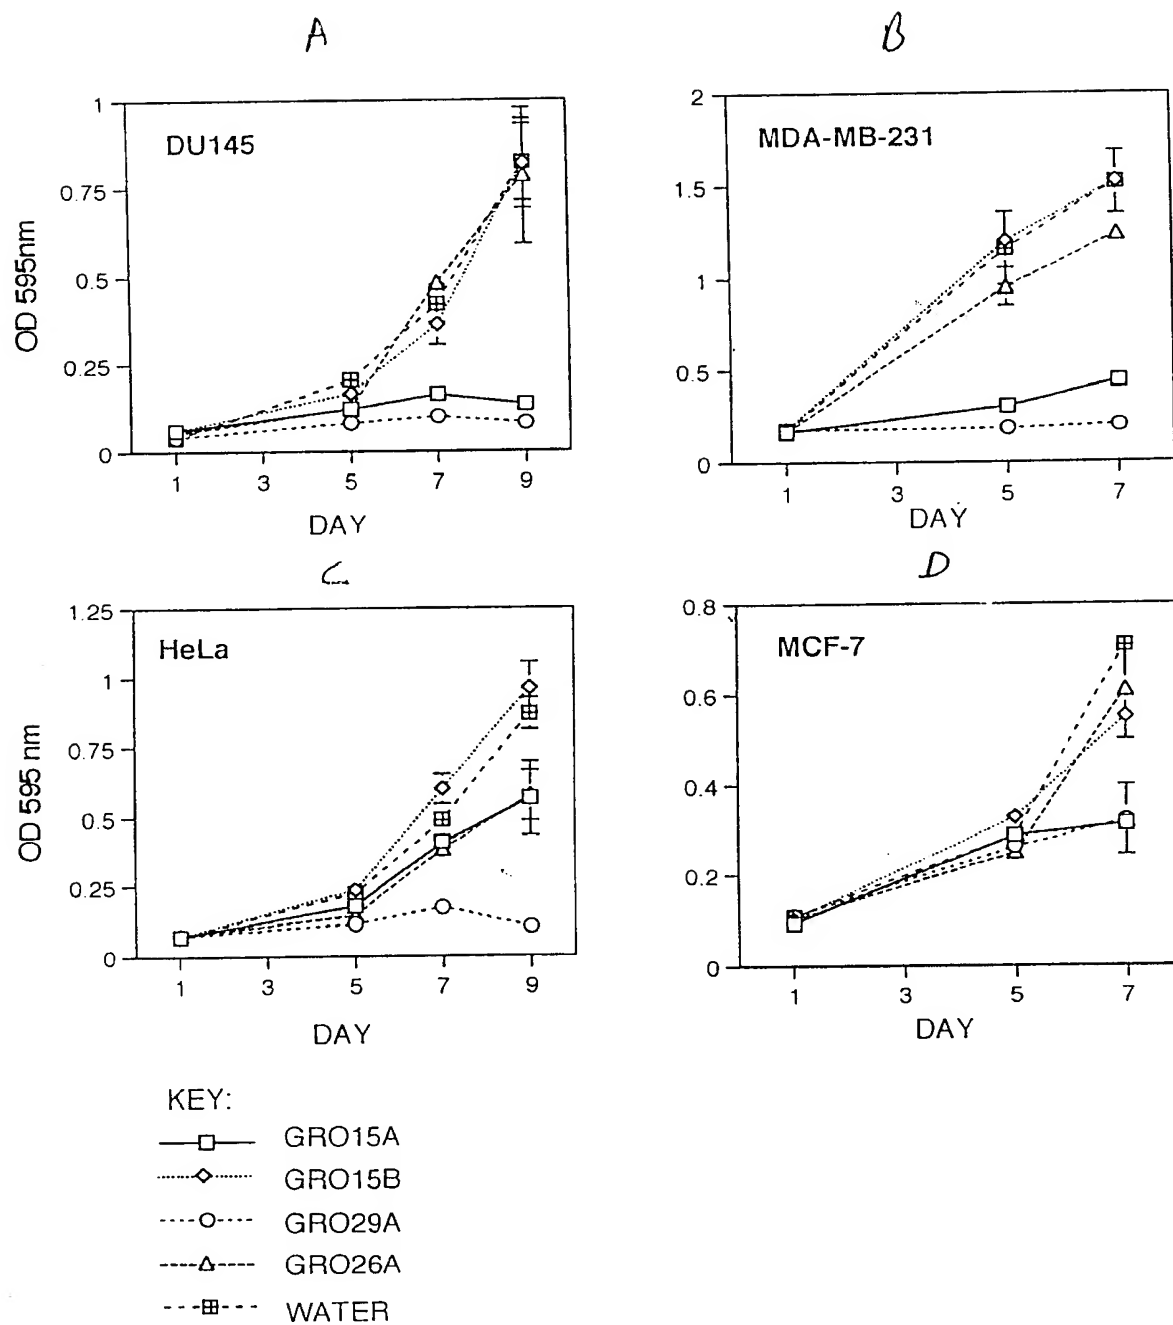 A
B
DU145
OD 595nm
1
0.75
0.5
0.25
0
1 3 5 7 9
DAY
MDA-MB-231
2
1.5
1
0.5
0
1 3 5 7
DAY
C
D
HeLa
OD 595 nm
1.25
1
0.75
0.5
0.25
0
1 3 5 7 9
DAY
MCF-7
0.8
0.6
0.4
0.2
0
1 3 5 7
DAY
KEY:
GRO15A
GRO15B
GRO29A
GRO26A
WATER